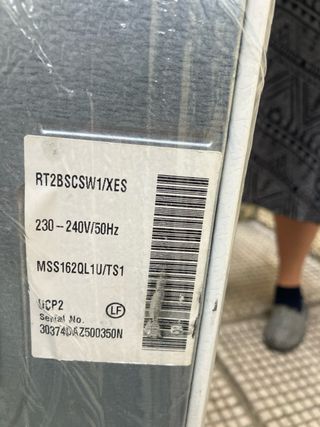 RT2BSCSW1/XES
230-240V/50Hz
MSS162QL1U/TS1
UCP2
LF
Serial No.
30374DAZ500350N